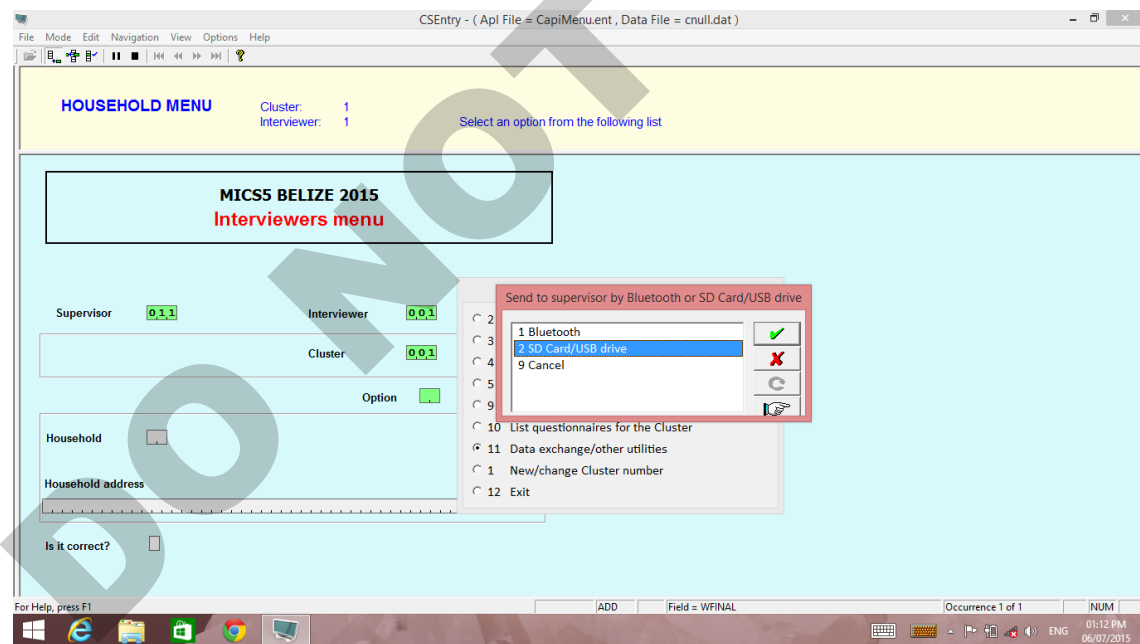 CSEntry - ( Apl File = CapiMenu.ent , Data File = cnull.dat )
File Mode Edit Navigation View Options Help
HOUSEHOLD MENU
Cluster: 1
Interviewer: 1
Select an option from the following list
MICS5 BELIZE 2015
Interviewers menu
Supervisor 0 1 1
Interviewer 0 0 1
Cluster 0 0 1
Option
Household
Household address
Is it correct?
Send to supervisor by Bluetooth or SD Card/USB drive
1 Bluetooth
2 SD Card/USB drive
9 Cancel
2
3
4
5
9
10 List questionnaires for the Cluster
11 Data exchange/other utilities
1 New/change Cluster number
12 Exit
For Help, press F1
ADD
Field = WFINAL
Occurrence 1 of 1
NUM
ENG
01:12 PM
06/07/2015
DO NOT